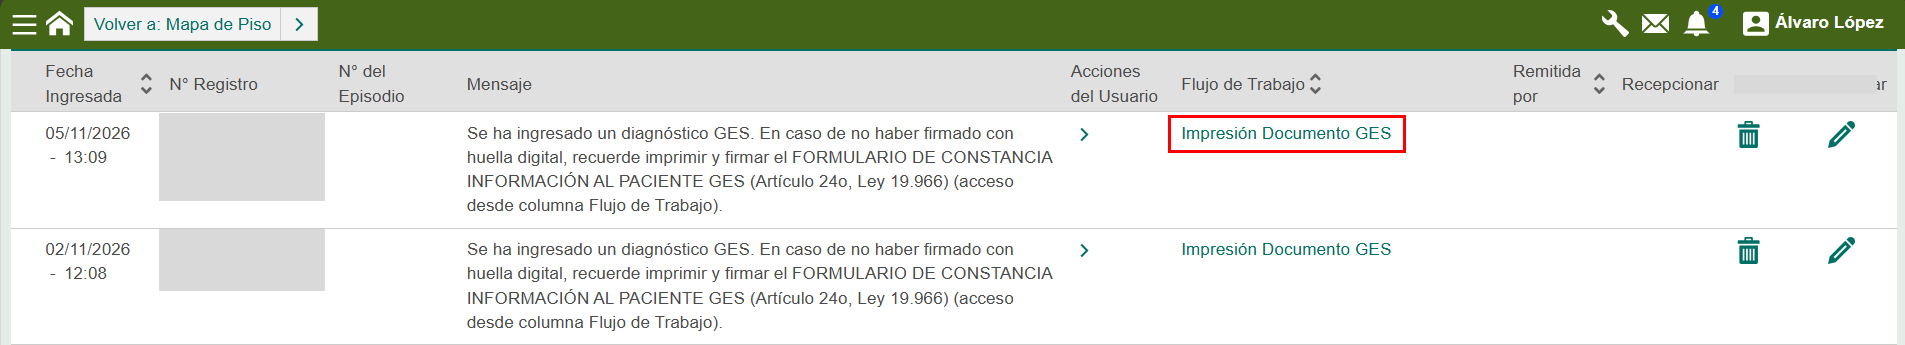 Volver a: Mapa de Piso
4
Álvaro López
Fecha Ingresada
N° Registro
N° del Episodio
Mensaje
Acciones del Usuario
Flujo de Trabajo
Remitida por
Recepcionar
ar
05/11/2026
- 13:09
Se ha ingresado un diagnóstico GES. En caso de no haber firmado con
huella digital, recuerde imprimir y firmar el FORMULARIO DE CONSTANCIA
INFORMACIÓN AL PACIENTE GES (Artículo 24o, Ley 19.966) (acceso
desde columna Flujo de Trabajo).
Impresión Documento GES
02/11/2026
- 12:08
Se ha ingresado un diagnóstico GES. En caso de no haber firmado con
huella digital, recuerde imprimir y firmar el FORMULARIO DE CONSTANCIA
INFORMACIÓN AL PACIENTE GES (Artículo 24o, Ley 19.966) (acceso
desde columna Flujo de Trabajo).
Impresión Documento GES